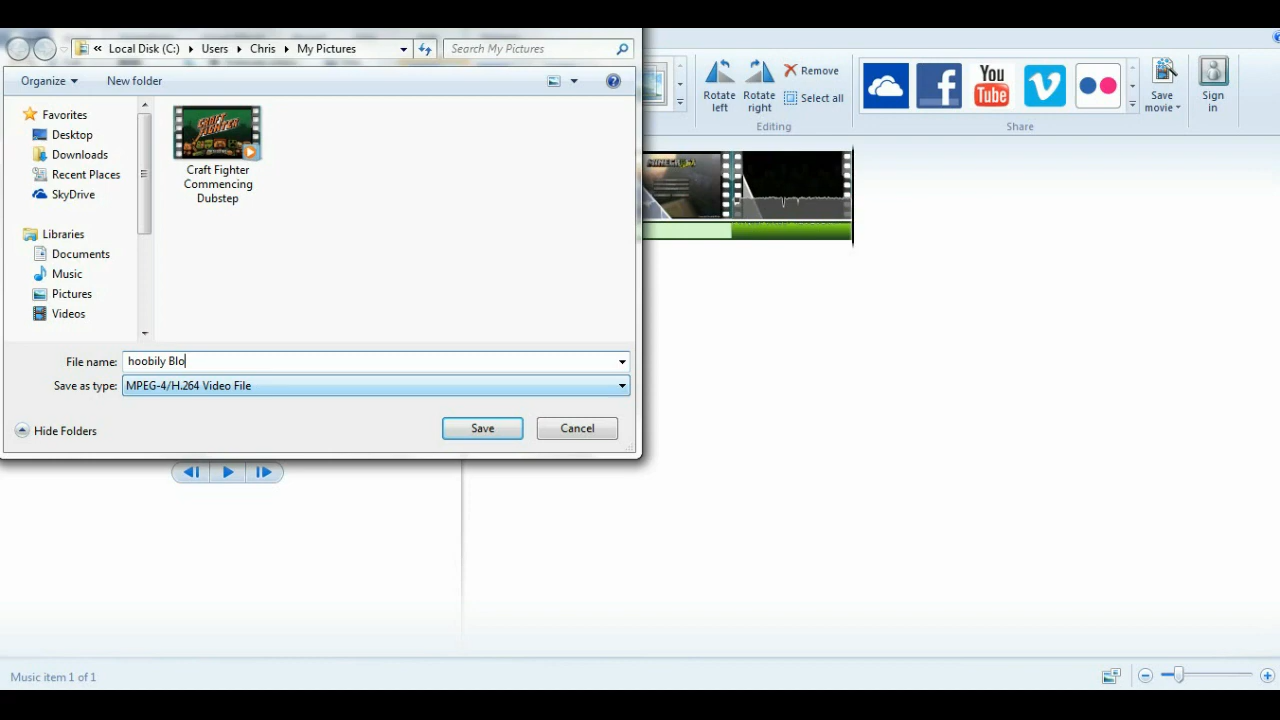 « Local Disk (C:) Users Chris My Pictures
Search My Pictures
Organize
New folder
Favorites
Desktop
Downloads
Recent Places
SkyDrive
Libraries
Documents
Music
Pictures
Videos
Craft Fighter
Commencing
Dubstep
File name: hoobily Blo
Save as type: MPEG-4/H.264 Video File
Hide Folders
Save
Cancel
Rotate left
Rotate right
Remove
Select all
Editing
You
Tube
Share
Save movie
Sign in
Music item 1 of 1